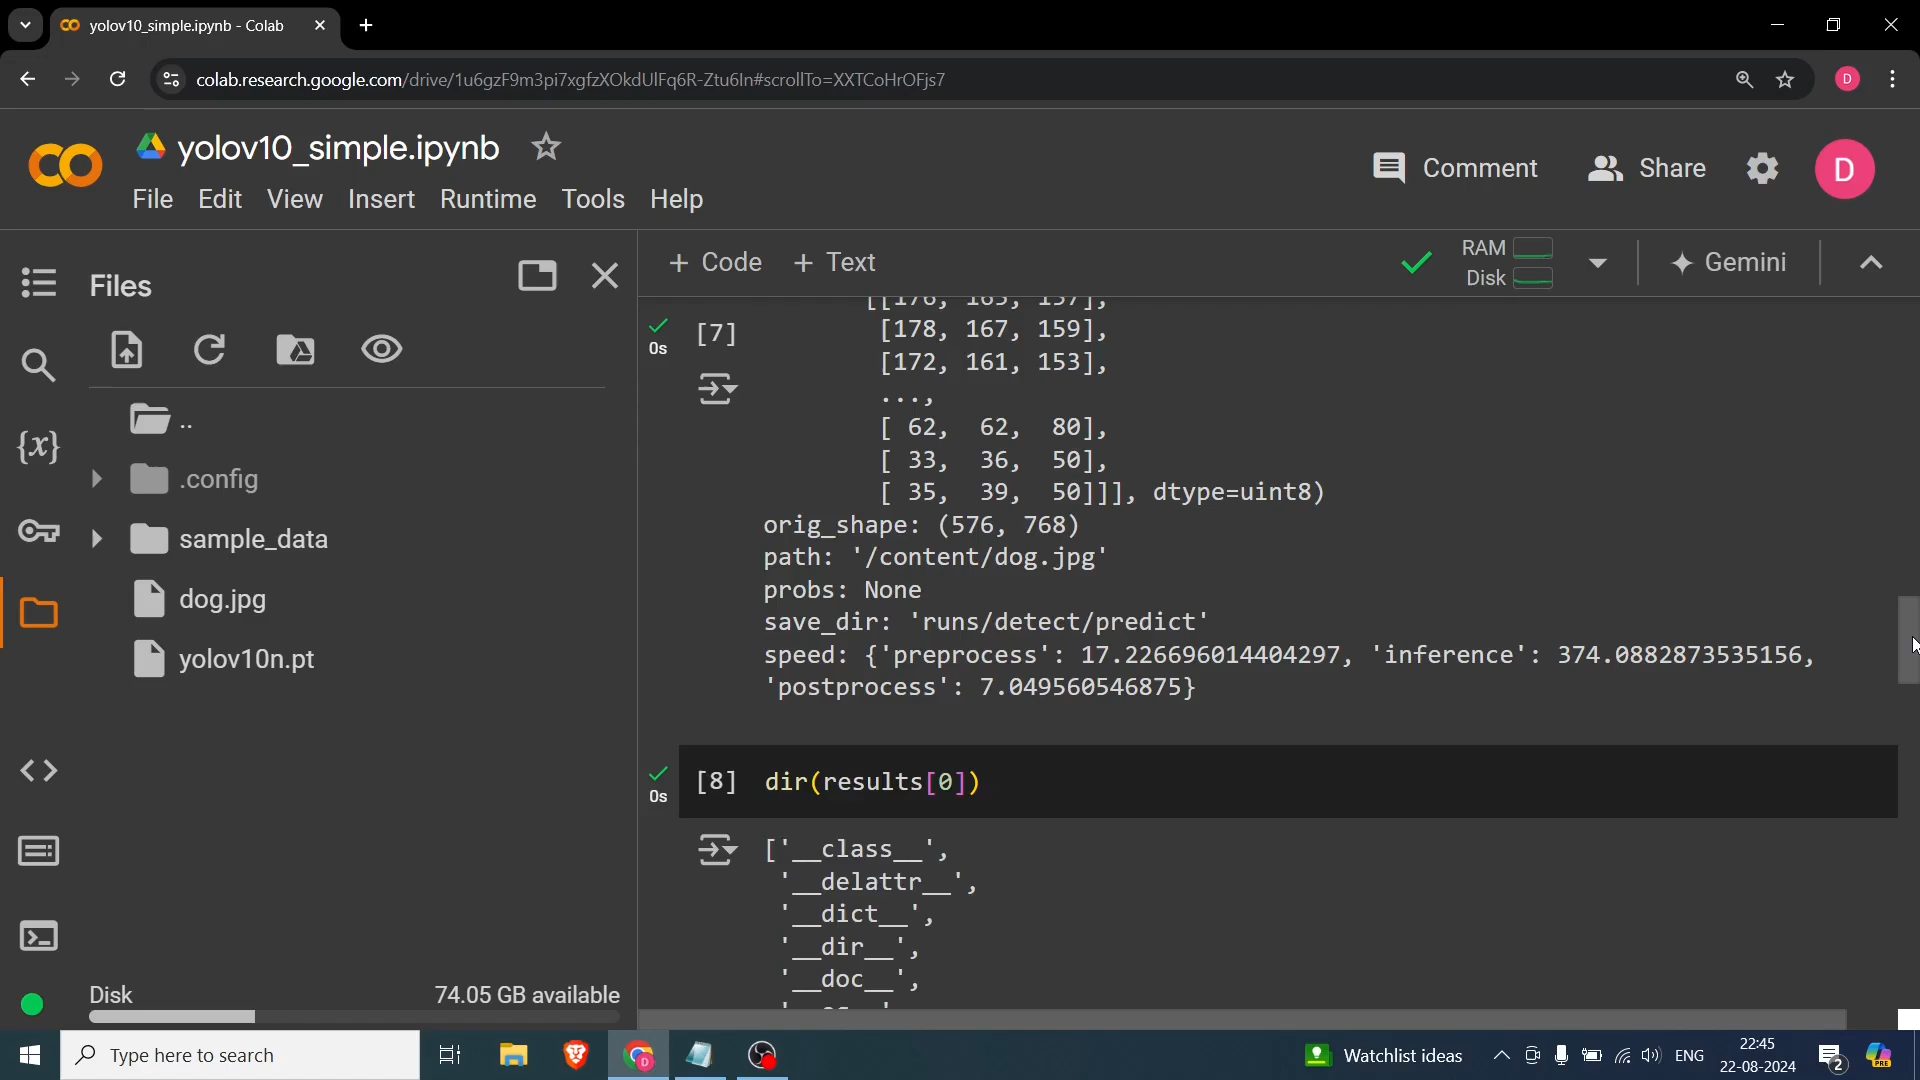 yolov10_simple.ipynb - Colab
colab.research.google.com/drive/1u6gzF9m3pi7xgfzXOkdUlFq6R-Ztu6In#scrollTo=XXTCoHrOFjs7
D
yolov10_simple.ipynb
File Edit View Insert Runtime Tools Help
Comment
Share
D
Files
+ Code + Text
RAM
Disk
Gemini
..
.config
sample_data
dog.jpg
yolov10n.pt
{x}
Disk 74.05 GB available
[[176, 165, 157],
[7] [178, 167, 159],
0s
[172, 161, 153],
...,
[ 62, 62, 80],
[ 33, 36, 50],
[ 35, 39, 50]]], dtype=uint8)
orig_shape: (576, 768)
path: '/content/dog.jpg'
probs: None
save_dir: 'runs/detect/predict'
speed: {'preprocess': 17.226696014404297, 'inference': 374.0882873535156,
'postprocess': 7.049560546875}
[8] dir(results[0])
0s
['__class__',
'__delattr__',
'__dict__',
'__dir__',
'__doc__',
Type here to search
D
Watchlist ideas
ENG
22:45
22-08-2024
2
PRE